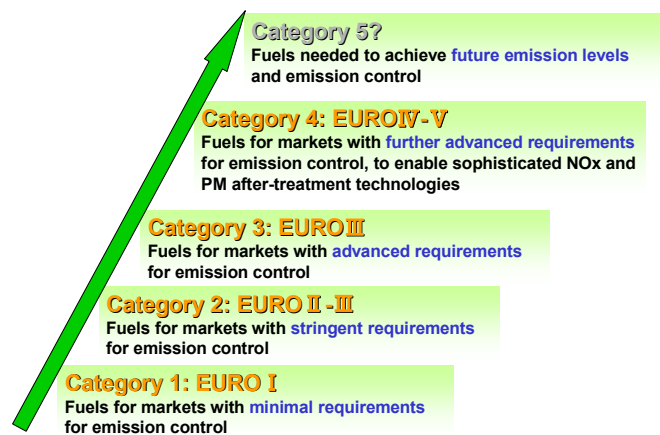 Category 5?
Fuels needed to achieve future emission levels
and emission control
Category 4: EUROⅣ-Ⅴ
Fuels for markets with further advanced requirements
for emission control, to enable sophisticated NOx and
PM after-treatment technologies
Category 3: EUROⅢ
Fuels for markets with advanced requirements
for emission control
Category 2: EURO Ⅱ-Ⅲ
Fuels for markets with stringent requirements
for emission control
Category 1: EURO Ⅰ
Fuels for markets with minimal requirements
for emission control